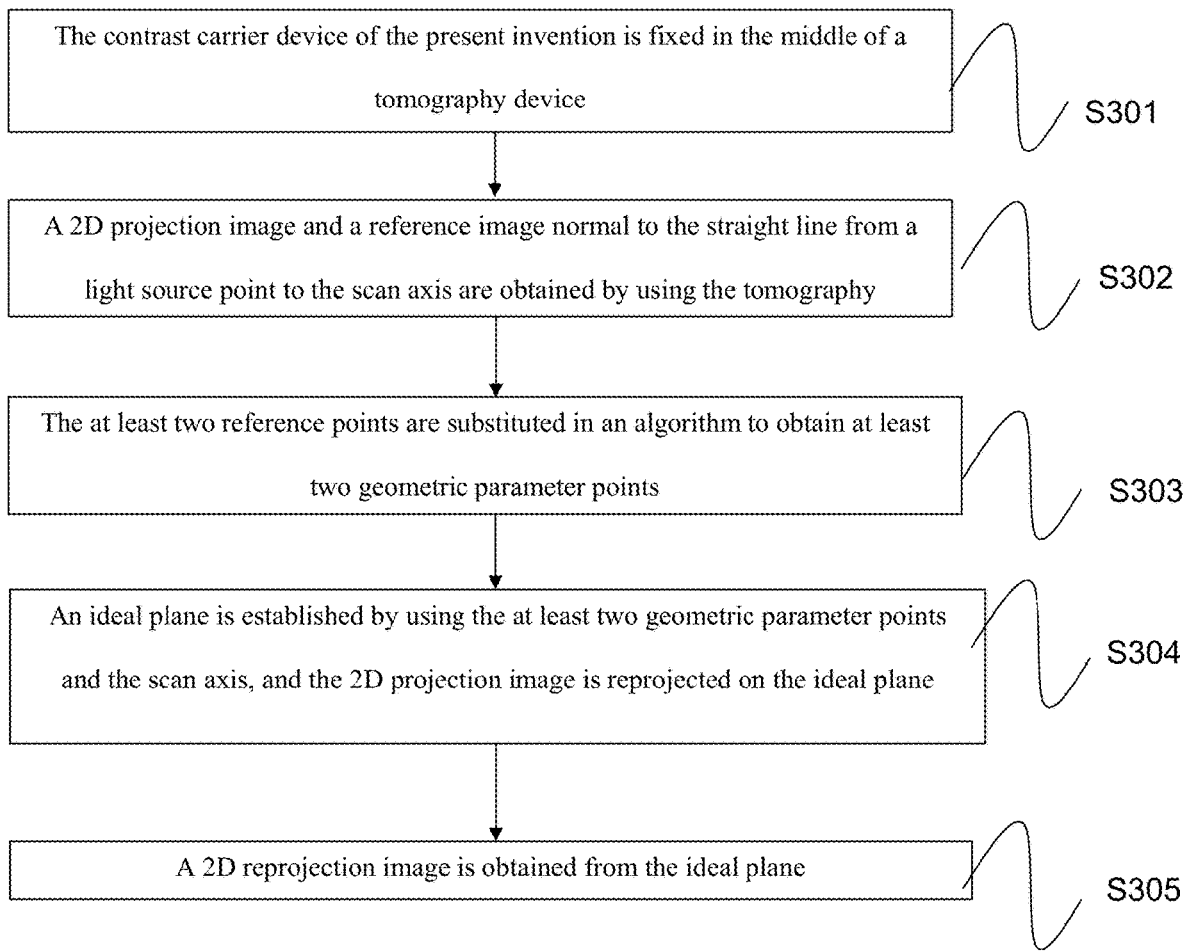 The contrast carrier device of the present invention is fixed in the middle of a
tomography device
S301
A 2D projection image and a reference image normal to the straight line from a
light source point to the scan axis are obtained by using the tomography
S302
The at least two reference points are substituted in an algorithm to obtain at least
two geometric parameter points
S303
An ideal plane is established by using the at least two geometric parameter points
and the scan axis, and the 2D projection image is reprojected on the ideal plane
S304
A 2D reprojection image is obtained from the ideal plane
S305